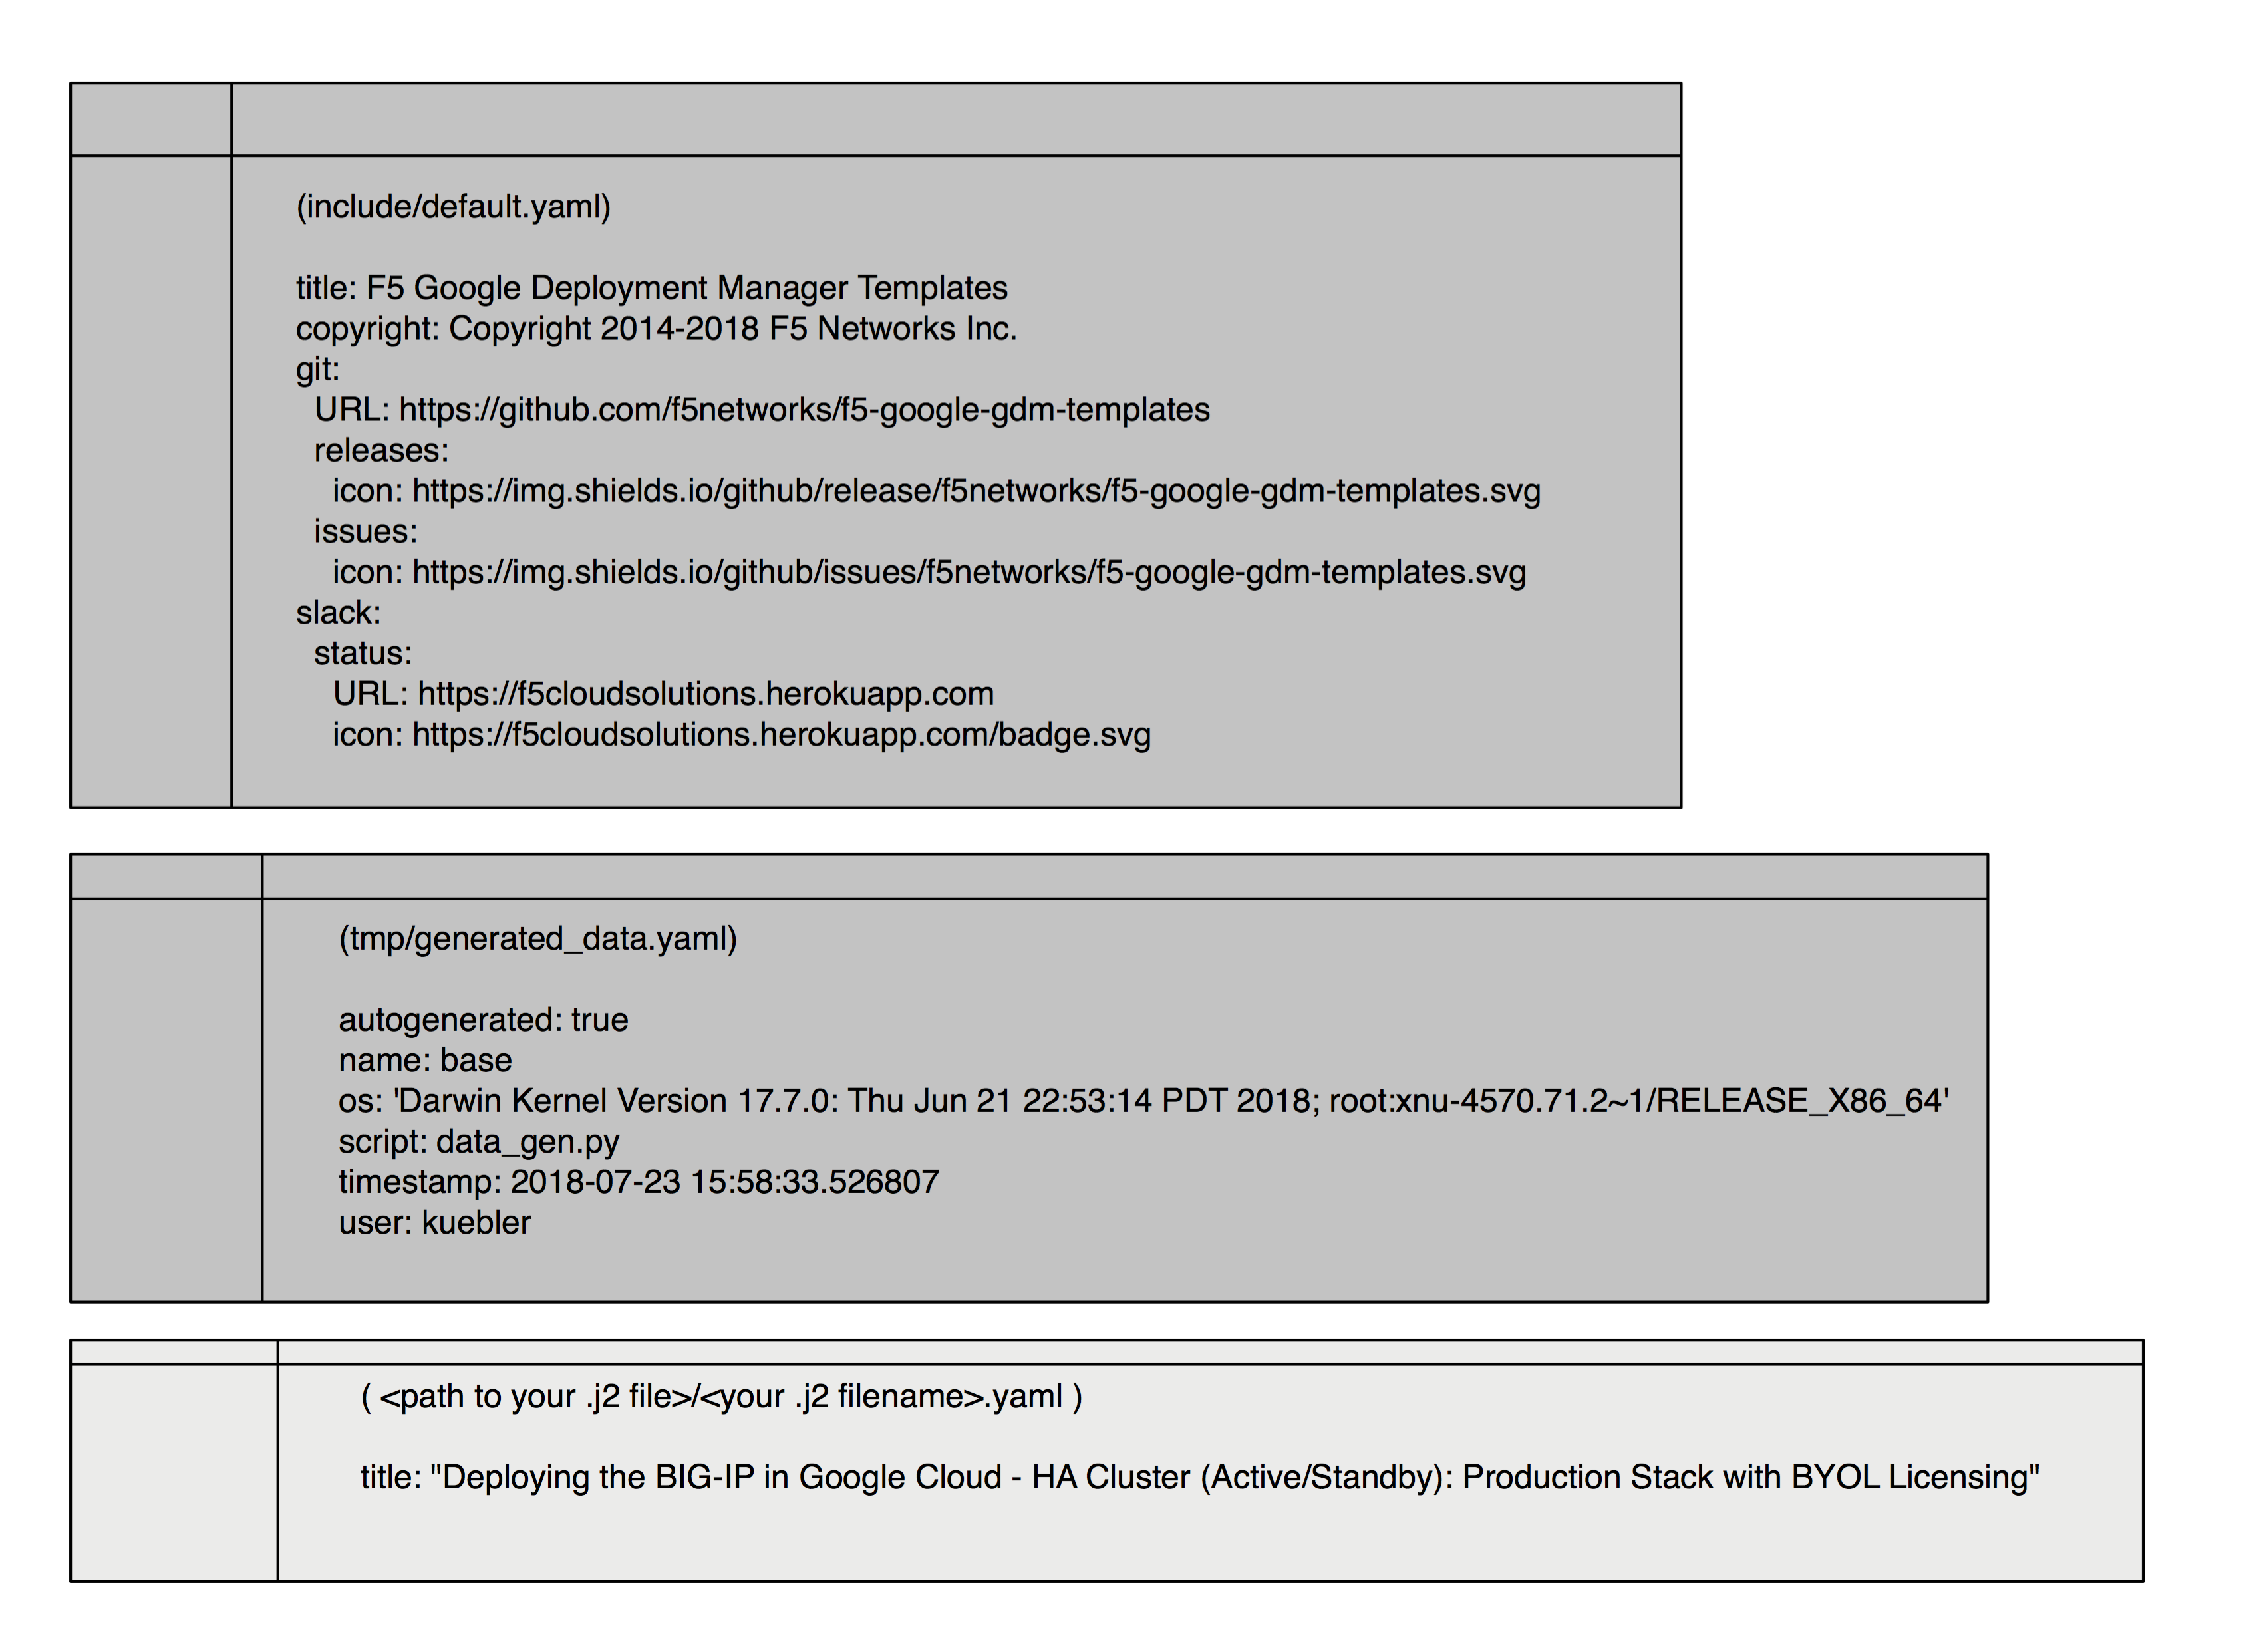 (include/default.yaml)
title: F5 Google Deployment Manager Templates
copyright: Copyright 2014-2018 F5 Networks Inc.
git:
  URL: https://github.com/f5networks/f5-google-gdm-templates
  releases:
    icon: https://img.shields.io/github/release/f5networks/f5-google-gdm-templates.svg
  issues:
    icon: https://img.shields.io/github/issues/f5networks/f5-google-gdm-templates.svg
slack:
  status:
    URL: https://f5cloudsolutions.herokuapp.com
    icon: https://f5cloudsolutions.herokuapp.com/badge.svg
(tmp/generated_data.yaml)
autogenerated: true
name: base
os: 'Darwin Kernel Version 17.7.0: Thu Jun 21 22:53:14 PDT 2018; root:xnu-4570.71.2~1/RELEASE_X86_64'
script: data_gen.py
timestamp: 2018-07-23 15:58:33.526807
user: kuebler
( <path to your .j2 file>/<your .j2 filename>.yaml )
title: "Deploying the BIG-IP in Google Cloud - HA Cluster (Active/Standby): Production Stack with BYOL Licensing"